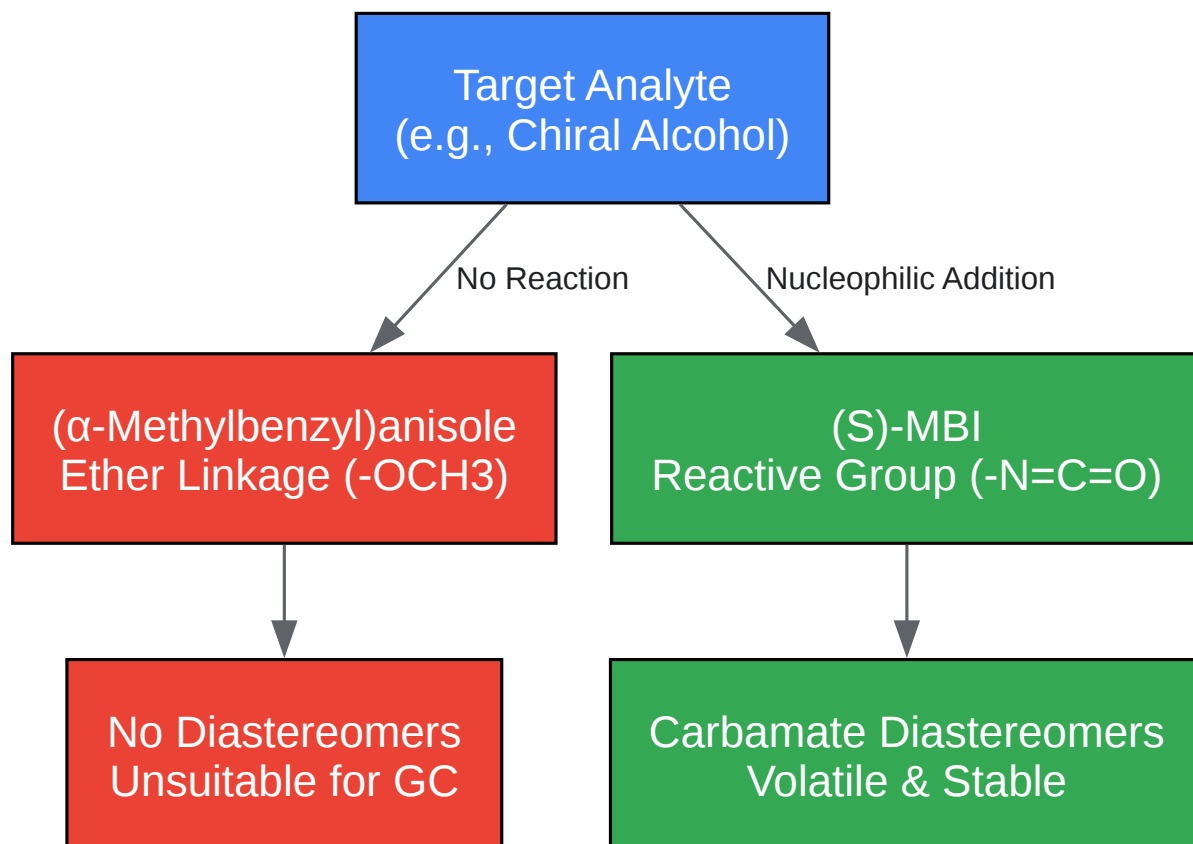 Target Analyte
(e.g., Chiral Alcohol)
No Reaction
Nucleophilic Addition
(α-Methylbenzyl)anisole
Ether Linkage (-OCH3)
(S)-MBI
Reactive Group (-N=C=O)
No Diastereomers
Unsuitable for GC
Carbamate Diastereomers
Volatile & Stable